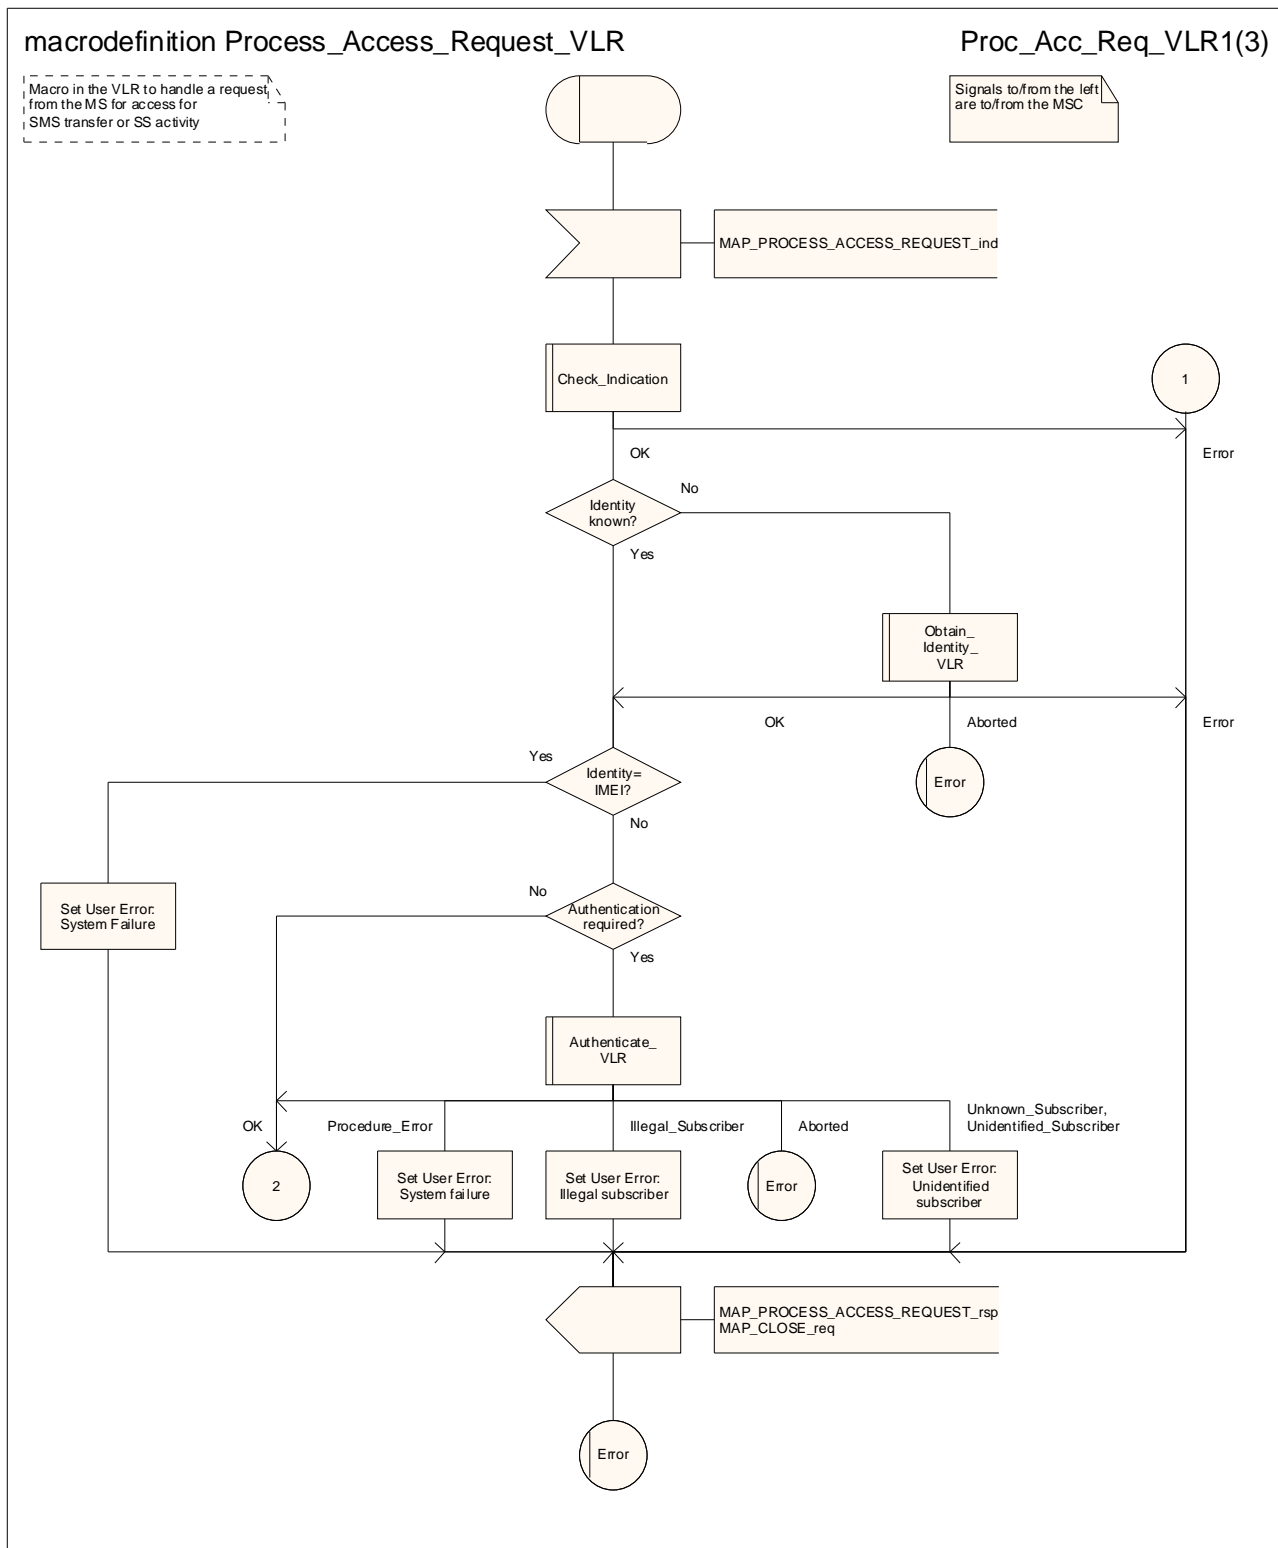 macrodefinition Process_Access_Request_VLR
Proc_Acc_Req_VLR1(3)
Macro in the VLR to handle a request
from the MS for access for
SMS transfer or SS activity
Signals to/from the left
are to/from the MSC
MAP_PROCESS_ACCESS_REQUEST_ind
Check_Indication
1
OK
Error
No
Identity
known?
Yes
Obtain_
Identity_
VLR
OK
Aborted
Error
Yes
Identity=
IMEI?
Error
No
No
Set User Error:
System Failure
Authentication
required?
Yes
Authenticate_
VLR
OK
Procedure_Error
Illegal_Subscriber
Aborted
Unknown_Subscriber,
Unidentified_Subscriber
2
Set User Error:
System failure
Set User Error:
Illegal subscriber
Error
Set User Error:
Unidentified
subscriber
MAP_PROCESS_ACCESS_REQUEST_rsp
MAP_CLOSE_req
Error